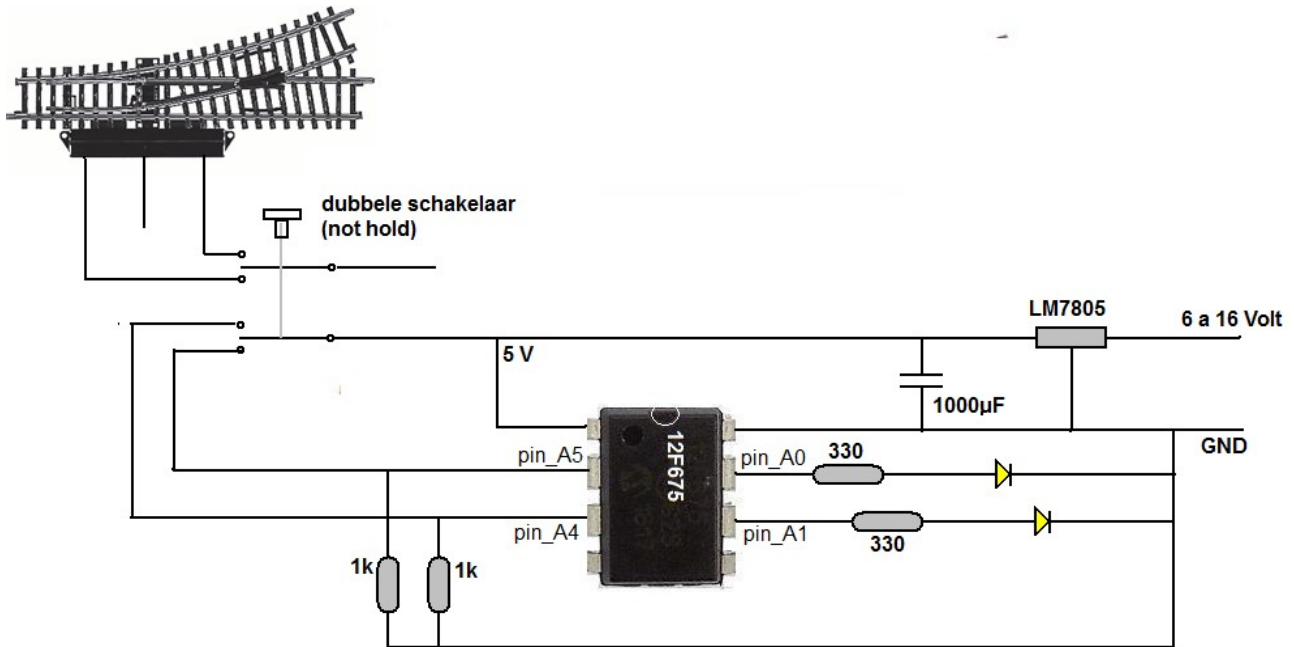 dubbele schakelaar
(not hold)
LM7805
6 a 16 Volt
5 V
1000µF
GND
12F675
pin_A5
pin_A0
330
pin_A4
pin_A1
330
1k
1k